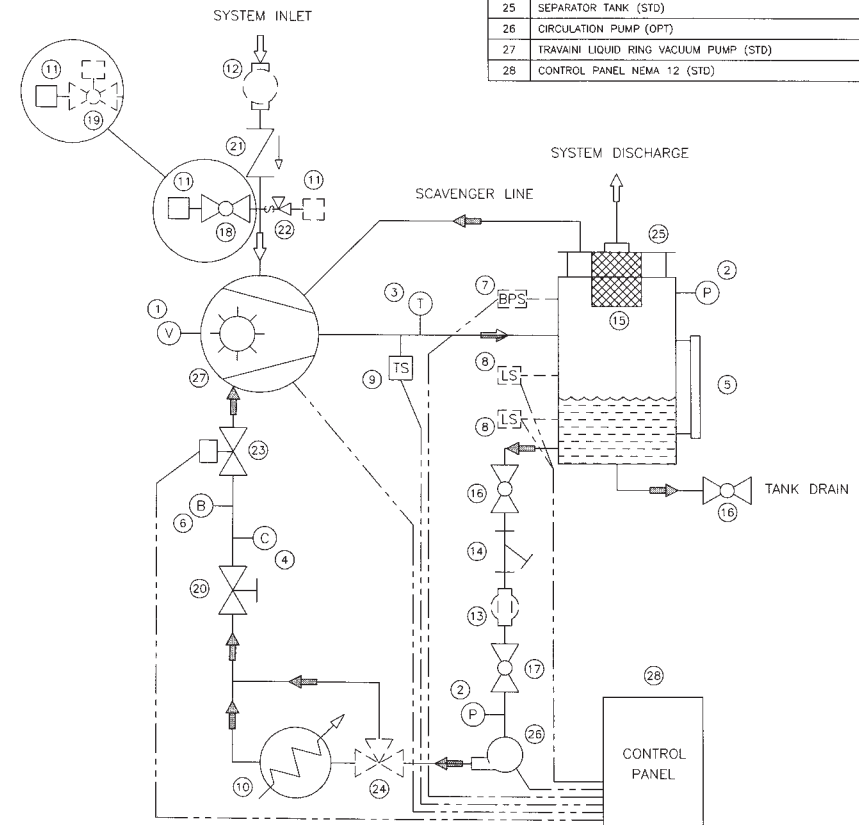 SYSTEM INLET
25 SEPARATOR TANK (STD)
26 CIRCULATION PUMP (OPT)
27 TRAVAINI LIQUID RING VACUUM PUMP (STD)
28 CONTROL PANEL NEMA 12 (STD)
11
12
19
21
SYSTEM DISCHARGE
11
11
SCAVENGER LINE
18
22
25
2
3
7
1
T
BPS
P
15
V
TS
8
LS
5
27
9
8
LS
23
16
TANK DRAIN
16
B
6
C
4
14
20
13
17
2
28
P
26
CONTROL
PANEL
10
24